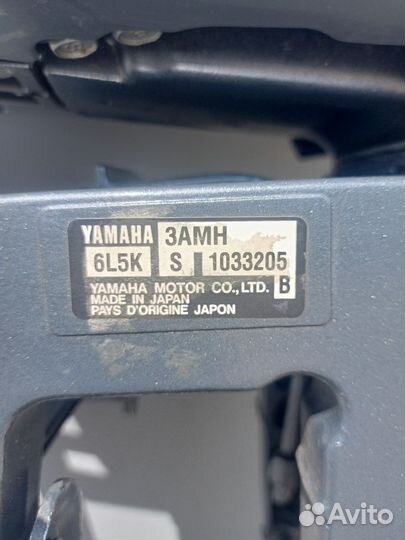 YAMAHA 3AMH
6L5K S 1033205
YAMAHA MOTOR CO., LTD. B
MADE IN JAPAN
PAYS D'ORIGINE JAPON
Avito